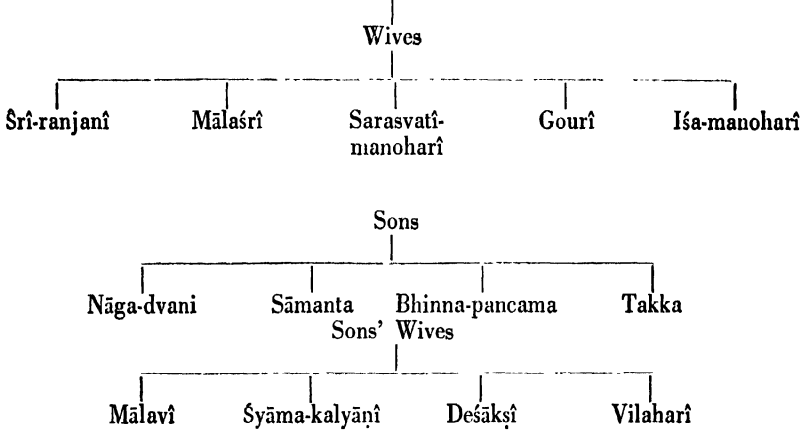 Wives
Śrî-ranjanî Mālaśrî Sarasvatî- Gourî Iśa-manoharî
manoharî
Sons
Nāga-dvani Sāmanta Bhinna-pancama Takka
Sons' Wives
Mālavî Śyāma-kalyāṇî Deśākṣî Vilaharî